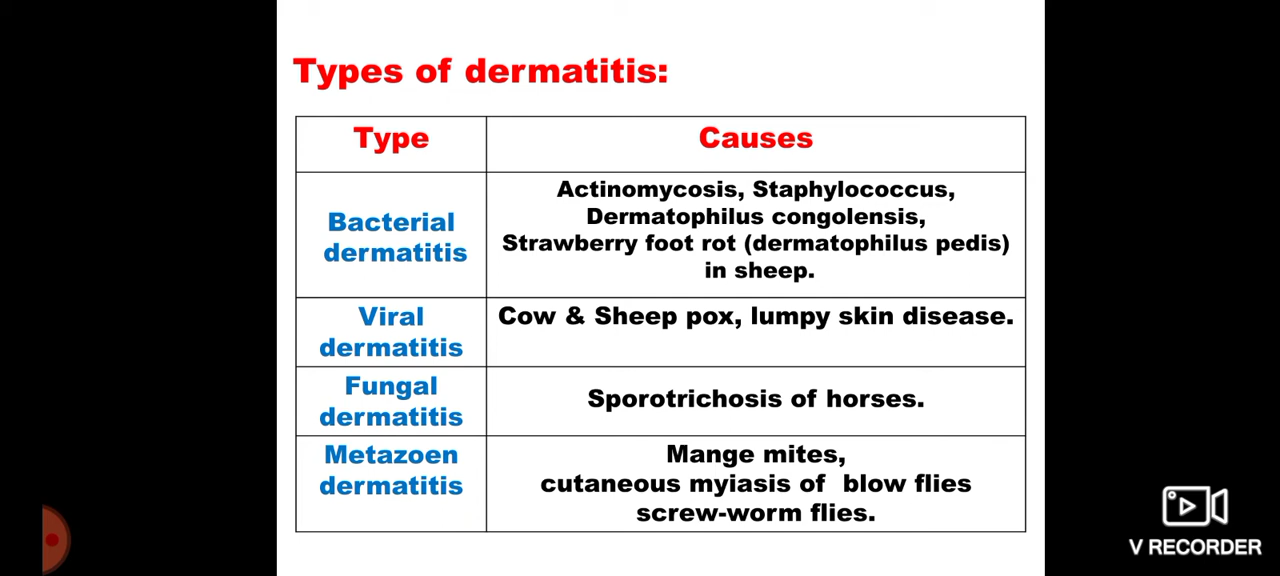 Types of dermatitis:
Type
Causes
Bacterial
dermatitis
Actinomycosis, Staphylococcus,
Dermatophilus congolensis,
Strawberry foot rot (dermatophilus pedis)
in sheep.
Viral
dermatitis
Cow & Sheep pox, lumpy skin disease.
Fungal
dermatitis
Sporotrichosis of horses.
Metazoen
dermatitis
Mange mites,
cutaneous myiasis of blow flies
screw-worm flies.
V RECORDER